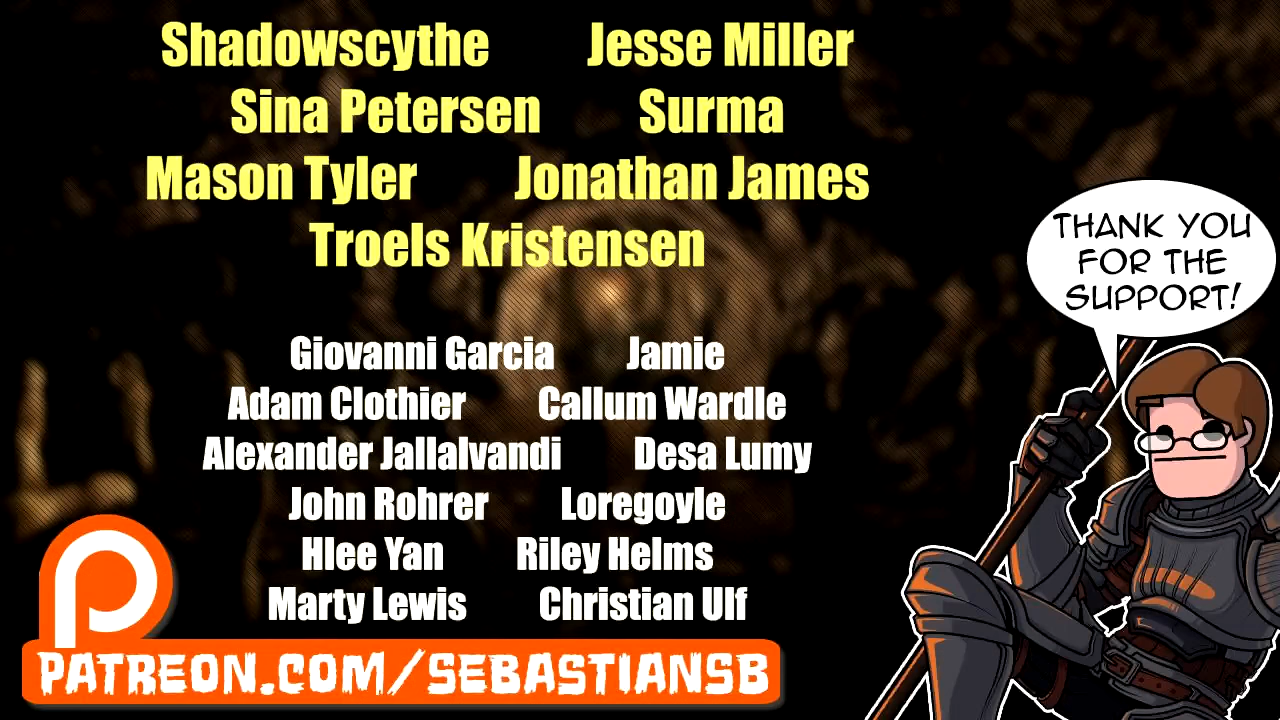 Shadowscythe Jesse Miller
Sina Petersen Surma
Mason Tyler Jonathan James
Troels Kristensen
Giovanni Garcia Jamie
Adam Clothier Callum Wardle
Alexander Jallalvandi Desa Lumy
John Rohrer Loregoyle
Hlee Yan Riley Helms
Marty Lewis Christian Ulf
PATREON.COM/SEBASTIANSB
THANK YOU
FOR THE
SUPPORT!